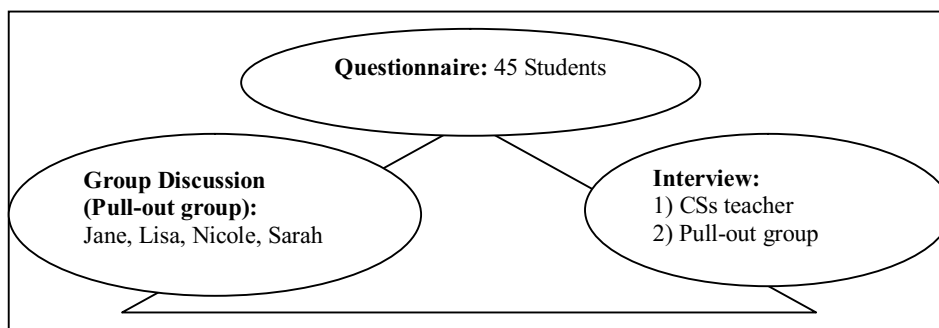 Questionnaire: 45 Students
Group Discussion
(Pull-out group):
Jane, Lisa, Nicole, Sarah
Interview:
1) CSs teacher
2) Pull-out group